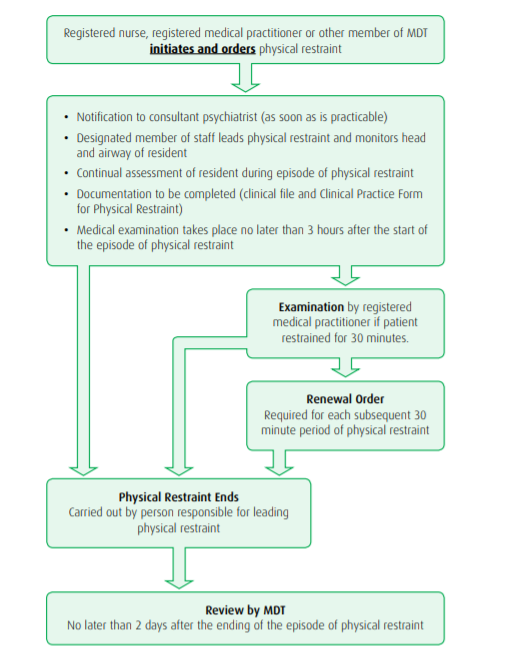 Registered nurse, registered medical practitioner or other member of MDT
initiates and orders physical restraint
• Notification to consultant psychiatrist (as soon as is practicable)
• Designated member of staff leads physical restraint and monitors head
and airway of resident
• Continual assessment of resident during episode of physical restraint
• Documentation to be completed (clinical file and Clinical Practice Form
for Physical Restraint)
• Medical examination takes place no later than 3 hours after the start of
the episode of physical restraint
Examination by registered
medical practitioner if patient
restrained for 30 minutes.
Renewal Order
Required for each subsequent 30
minute period of physical restraint
Physical Restraint Ends
Carried out by person responsible for leading
physical restraint
Review by MDT
No later than 2 days after the ending of the episode of physical restraint